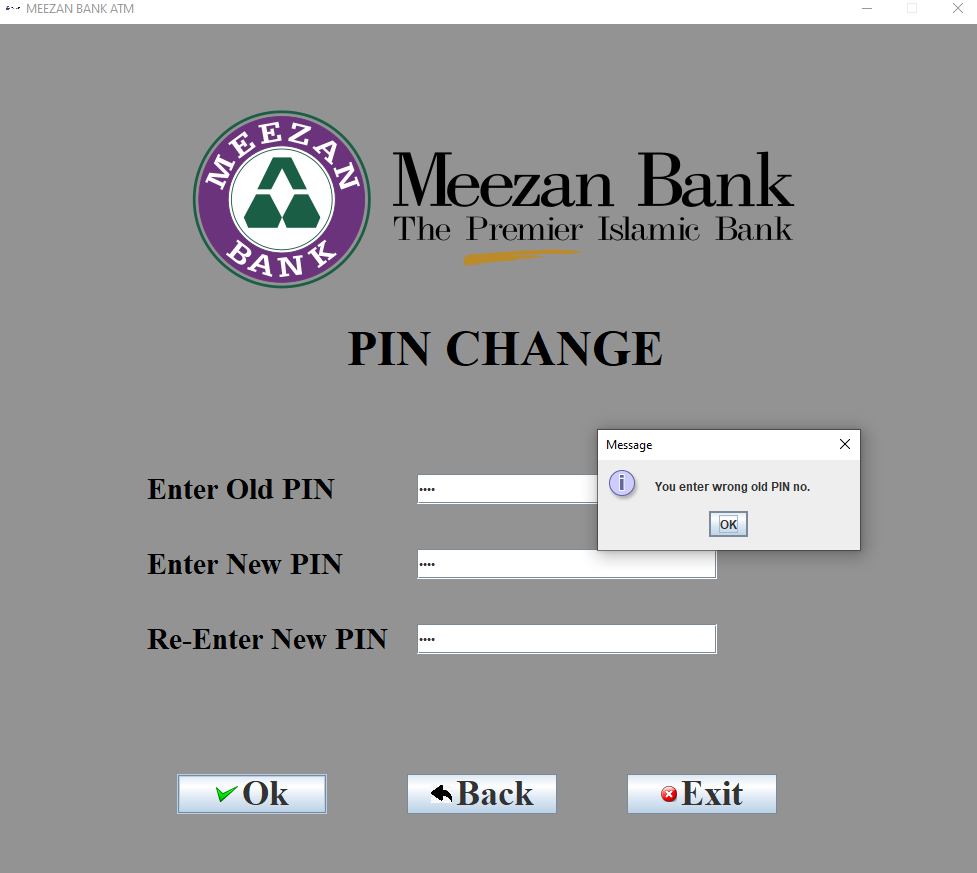 MEEZAN BANK ATM
MEEZAN
BANK
Meezan Bank
The Premier Islamic Bank
PIN CHANGE
Message
You enter wrong old PIN no.
OK
Enter Old PIN ••••
Enter New PIN ••••
Re-Enter New PIN ••••
Ok Back Exit